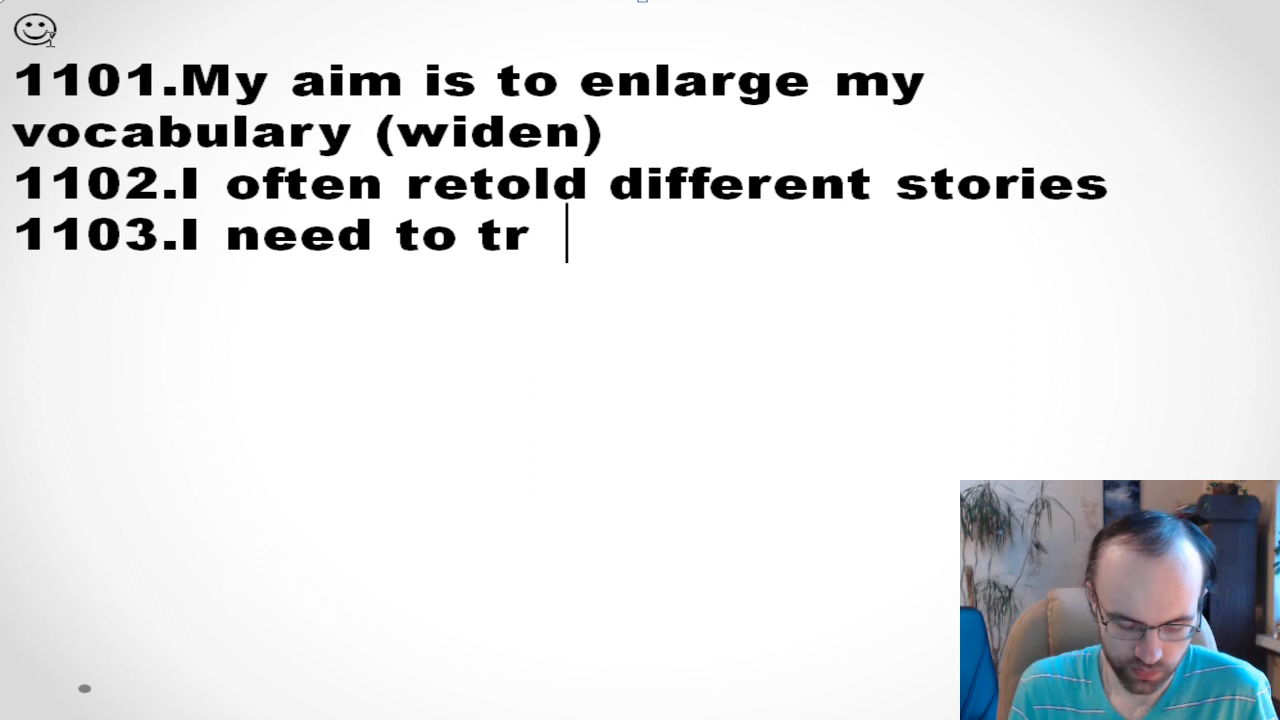 1101.My aim is to enlarge my
vocabulary (widen)
1102.I often retold different stories
1103.I need to tr